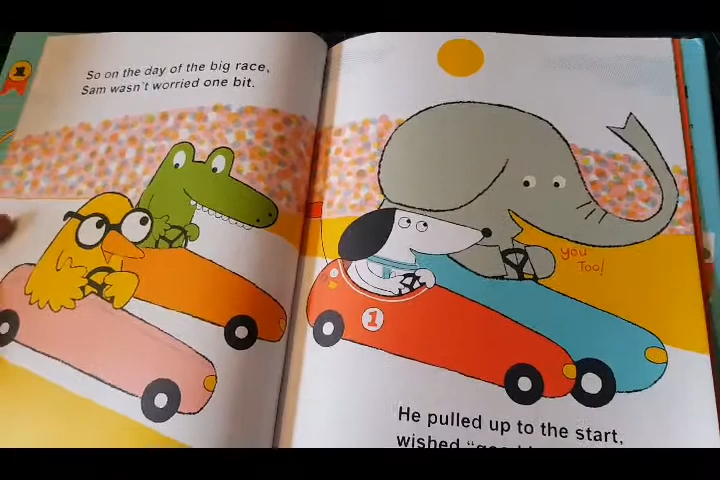 1
So on the day of the big race,
Sam wasn't worried one bit.
you
Too!
1
He pulled up to the start,
wished